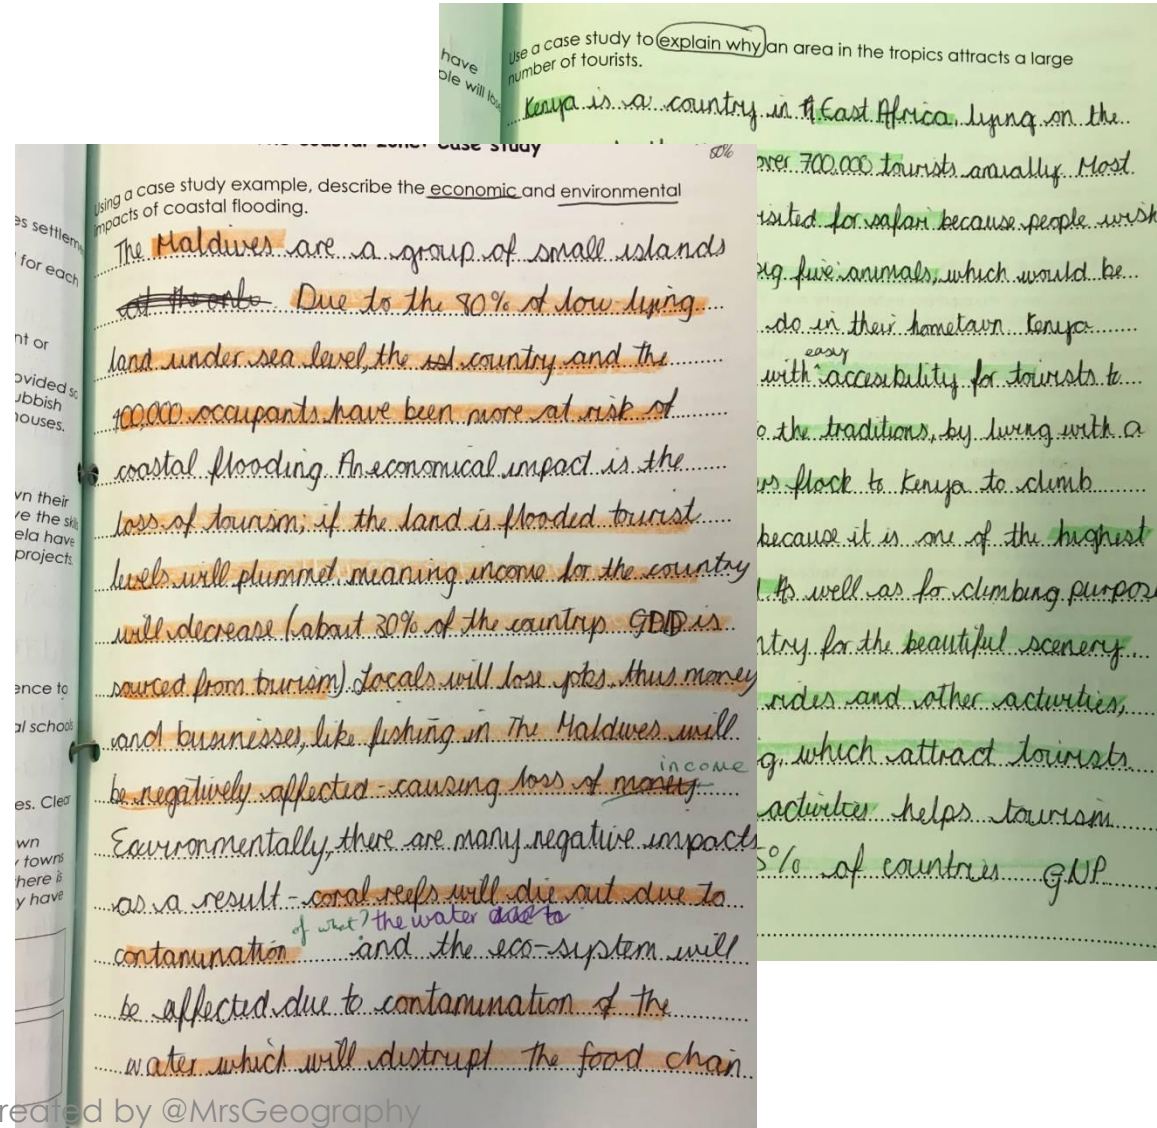 Use a case study to explain why an area in the tropics attracts a large
number of tourists.
have
ple will los
Kenya is a country in East Africa, lying on the
over 700,000 tourists anually. Most
isited for safari because people wish
big five animals, which would be
do in their hometown Kenya
easy
with accesibility for tourists to
the traditions, by living with a
ers flock to Kenya to climb
because it is one of the highest
As well as for climbing purpos
ntry for the beautiful scenery.
rides and other activities,
g, which attract tourists
activities helps tourism
5% of countries GNP
Case study
80%
Using a case study example, describe the economic and environmental
impacts of coastal flooding.
The Maldives are a group of small islands
Due to the 80% of low-lying
land under sea level, the country and the
400,000 occupants have been more at risk of
coastal flooding. An economical impact is the
loss of tourism; if the land is flooded tourist
levels will plummet meaning income for the country
will decrease (about 30% of the countrys GDP is
sourced from tourism). Locals will lose jobs, thus money
and businesses, like fishing in The Maldives will
income
be negatively affected - causing loss of money.
Environmentally, there are many negative impacts
as a result - coral reefs will die out due to
of what? the water due to
contamination and the eco-system will
be affected due to contamination of the
water which will distrupt the food chain.
es settlem
for each
nt or
ovided so
ubbish
houses.
wn their
ve the skil
ela have
projects.
ence to
al schools
es. Clear
wn
towns
here is
y have
reated by @MrsGeography